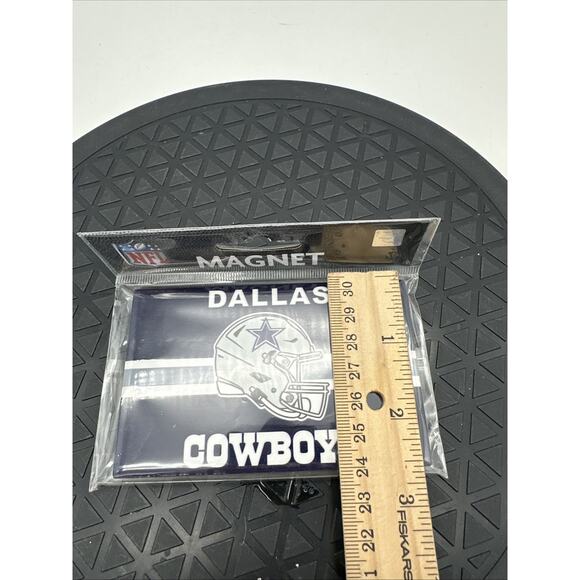 NFL
MAGNET
DALLAS
COWBOY
30
29
28
27
26
25
24
23
22
21
1
2
3
FISKARS